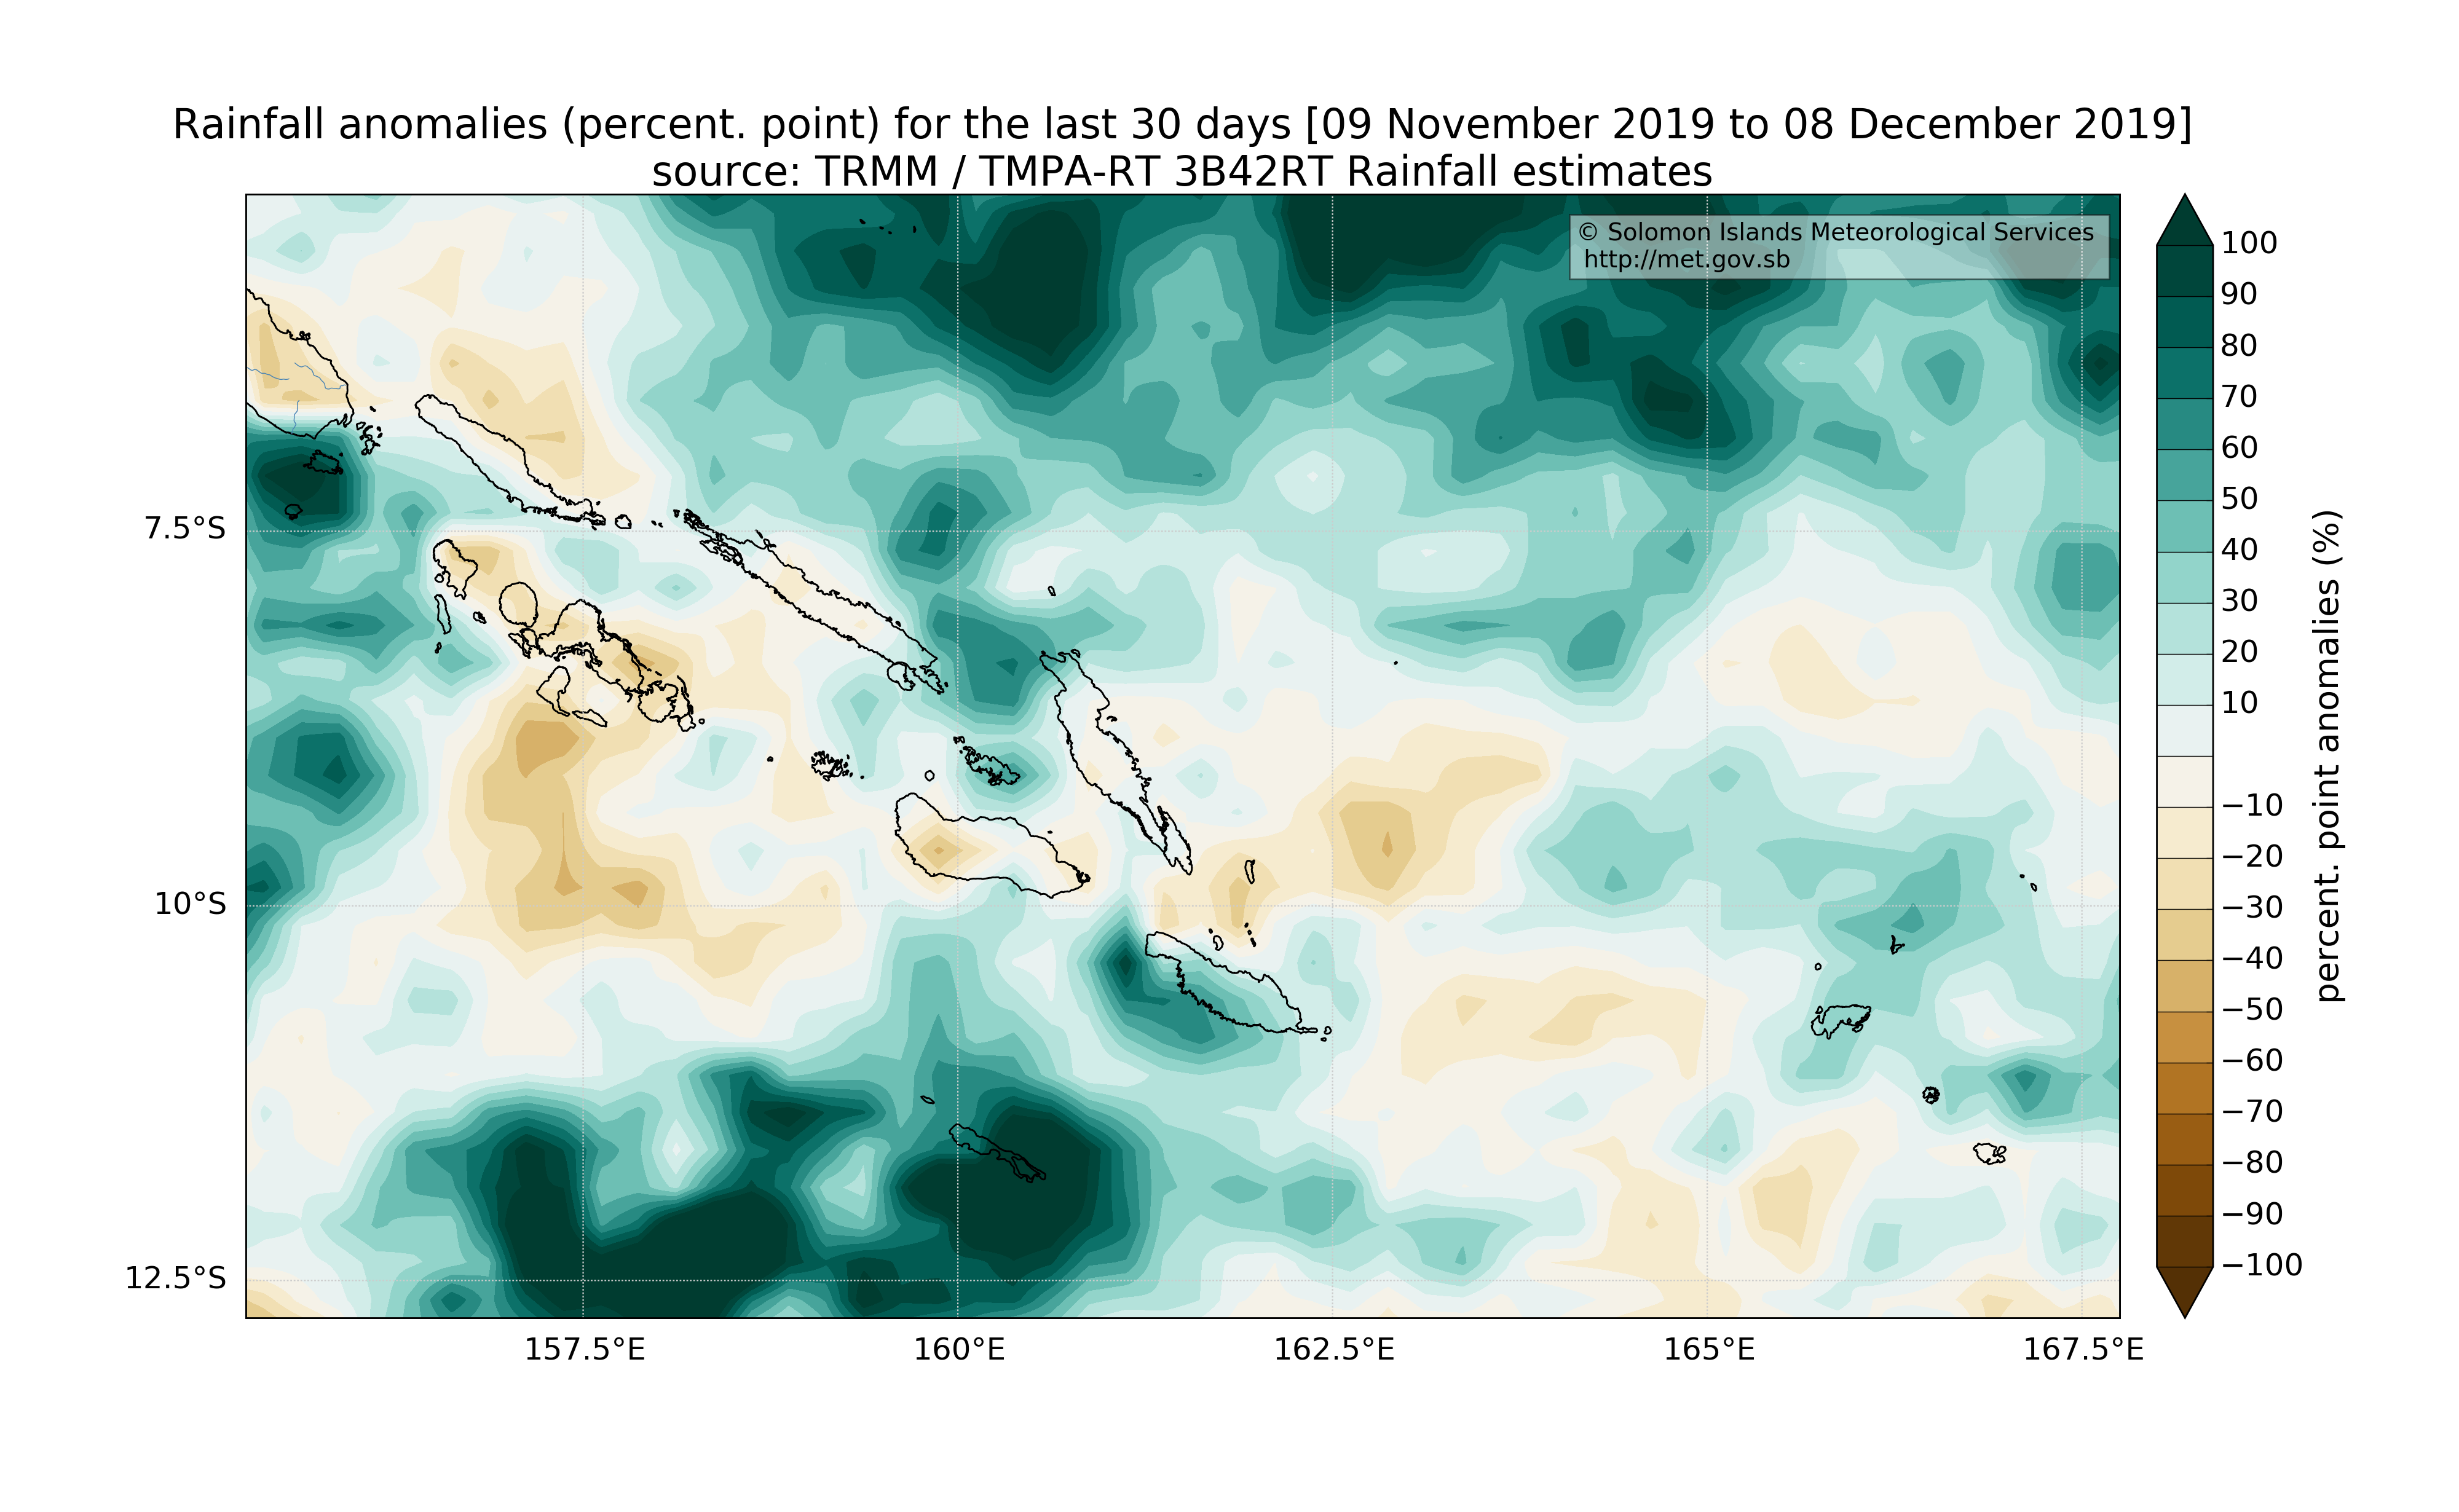 Rainfall anomalies (percent. point) for the last 30 days [09 November 2019 to 08 December 2019]
source: TRMM / TMPA-RT 3B42RT Rainfall estimates
© Solomon Islands Meteorological Services
http://met.gov.sb
7.5°S
10°S
12.5°S
157.5°E
160°E
162.5°E
165°E
167.5°E
100
90
80
70
60
50
40
30
20
10
−10
−20
−30
−40
−50
−60
−70
−80
−90
−100
percent. point anomalies (%)